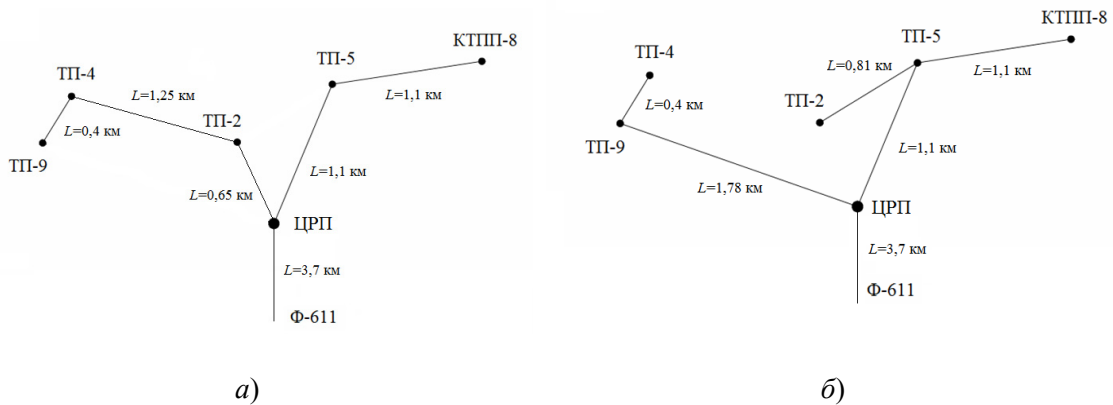 КТПП-8
ТП-5
ТП-4
L=1,25 км
L=1,1 км
ТП-2
L=0,4 км
ТП-9
L=1,1 км
L=0,65 км
ЦРП
L=3,7 км
Ф-611
а)
КТПП-8
ТП-5
ТП-4
L=0,81 км
L=1,1 км
ТП-2
L=0,4 км
ТП-9
L=1,1 км
L=1,78 км
ЦРП
L=3,7 км
Ф-611
б)